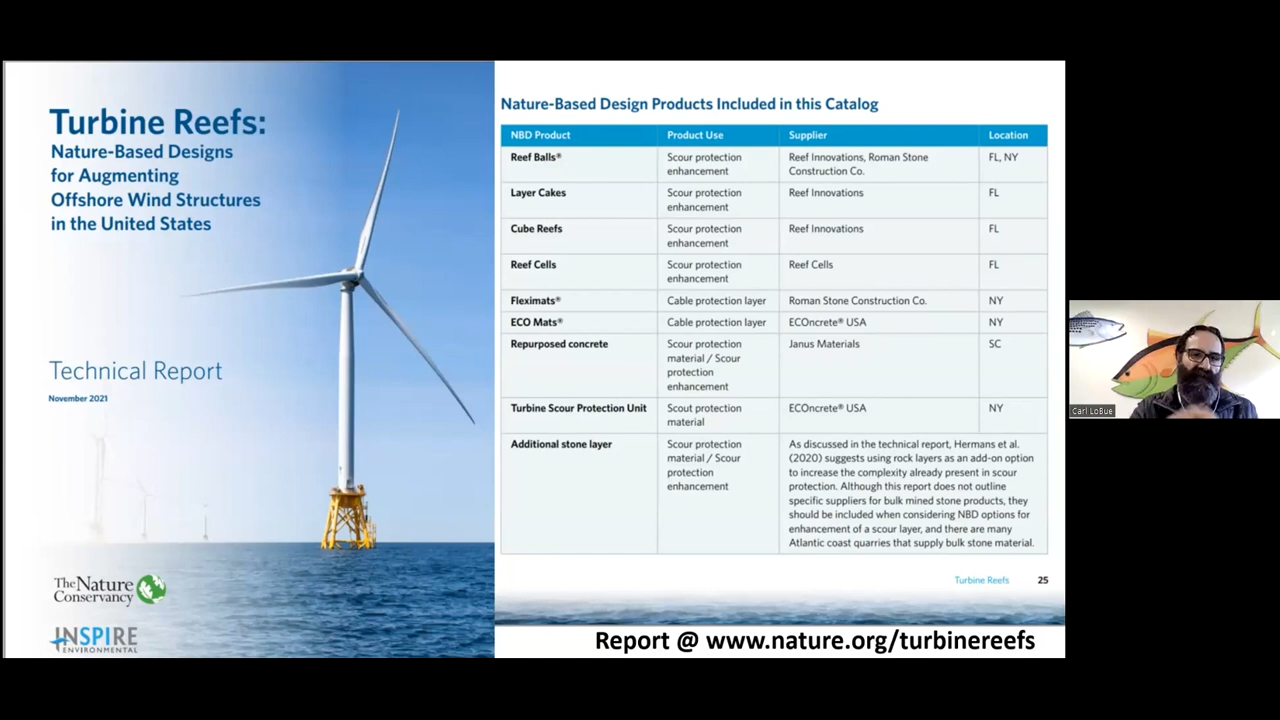 Turbine Reefs:
Nature-Based Designs
for Augmenting
Offshore Wind Structures
in the United States
Technical Report
November 2021
The Nature
Conservancy
INSPIRE
ENVIRONMENTAL
Nature-Based Design Products Included in this Catalog
NBD Product Product Use Supplier Location
Reef Balls® Scour protection Reef Innovations, Roman Stone FL, NY
enhancement Construction Co.
Layer Cakes Scour protection Reef Innovations FL
enhancement
Cube Reefs Scour protection Reef Innovations FL
enhancement
Reef Cells Scour protection Reef Cells FL
enhancement
Fleximats® Cable protection layer Roman Stone Construction Co. NY
ECO Mats® Cable protection layer ECOncrete® USA NY
Repurposed concrete Scour protection Janus Materials SC
material / Scour
protection
enhancement
Turbine Scour Protection Unit Scout protection ECOncrete® USA NY
material
Additional stone layer Scour protection As discussed in the technical report, Hermans et al.
material / Scour (2020) suggests using rock layers as an add-on option
protection to increase the complexity already present in scour
enhancement protection. Although this report does not outline
specific suppliers for bulk mined stone products, they
should be included when considering NBD options for
enhancement of a scour layer, and there are many
Atlantic coast quarries that supply bulk stone material.
Turbine Reefs 25
Report @ www.nature.org/turbinereefs
Carl LoBue